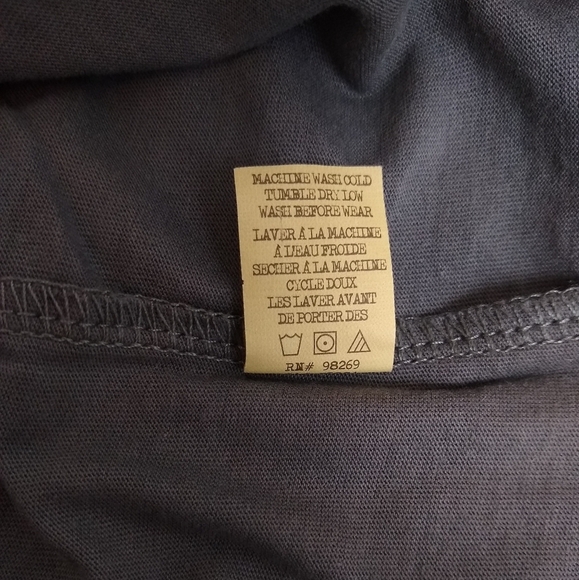 MACHINE WASH COLD
TUMBLE DRY LOW
WASH BEFORE WEAR
LAVER À LA MACHINE
À L'EAU FROIDE
SECHER À LA MACHINE
CYCLE DOUX
LES LAVER AVANT
DE PORTER DES
RN# 98269